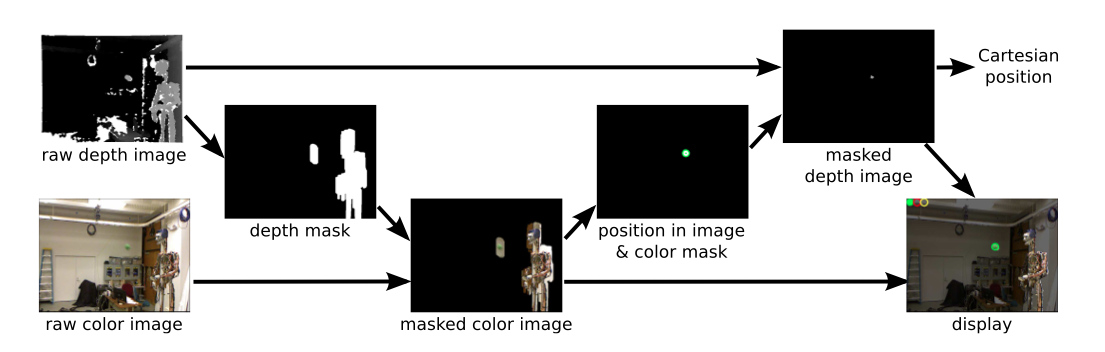 Cartesian
position
raw depth image
masked
depth image
depth mask
position in image
& color mask
raw color image
masked color image
display